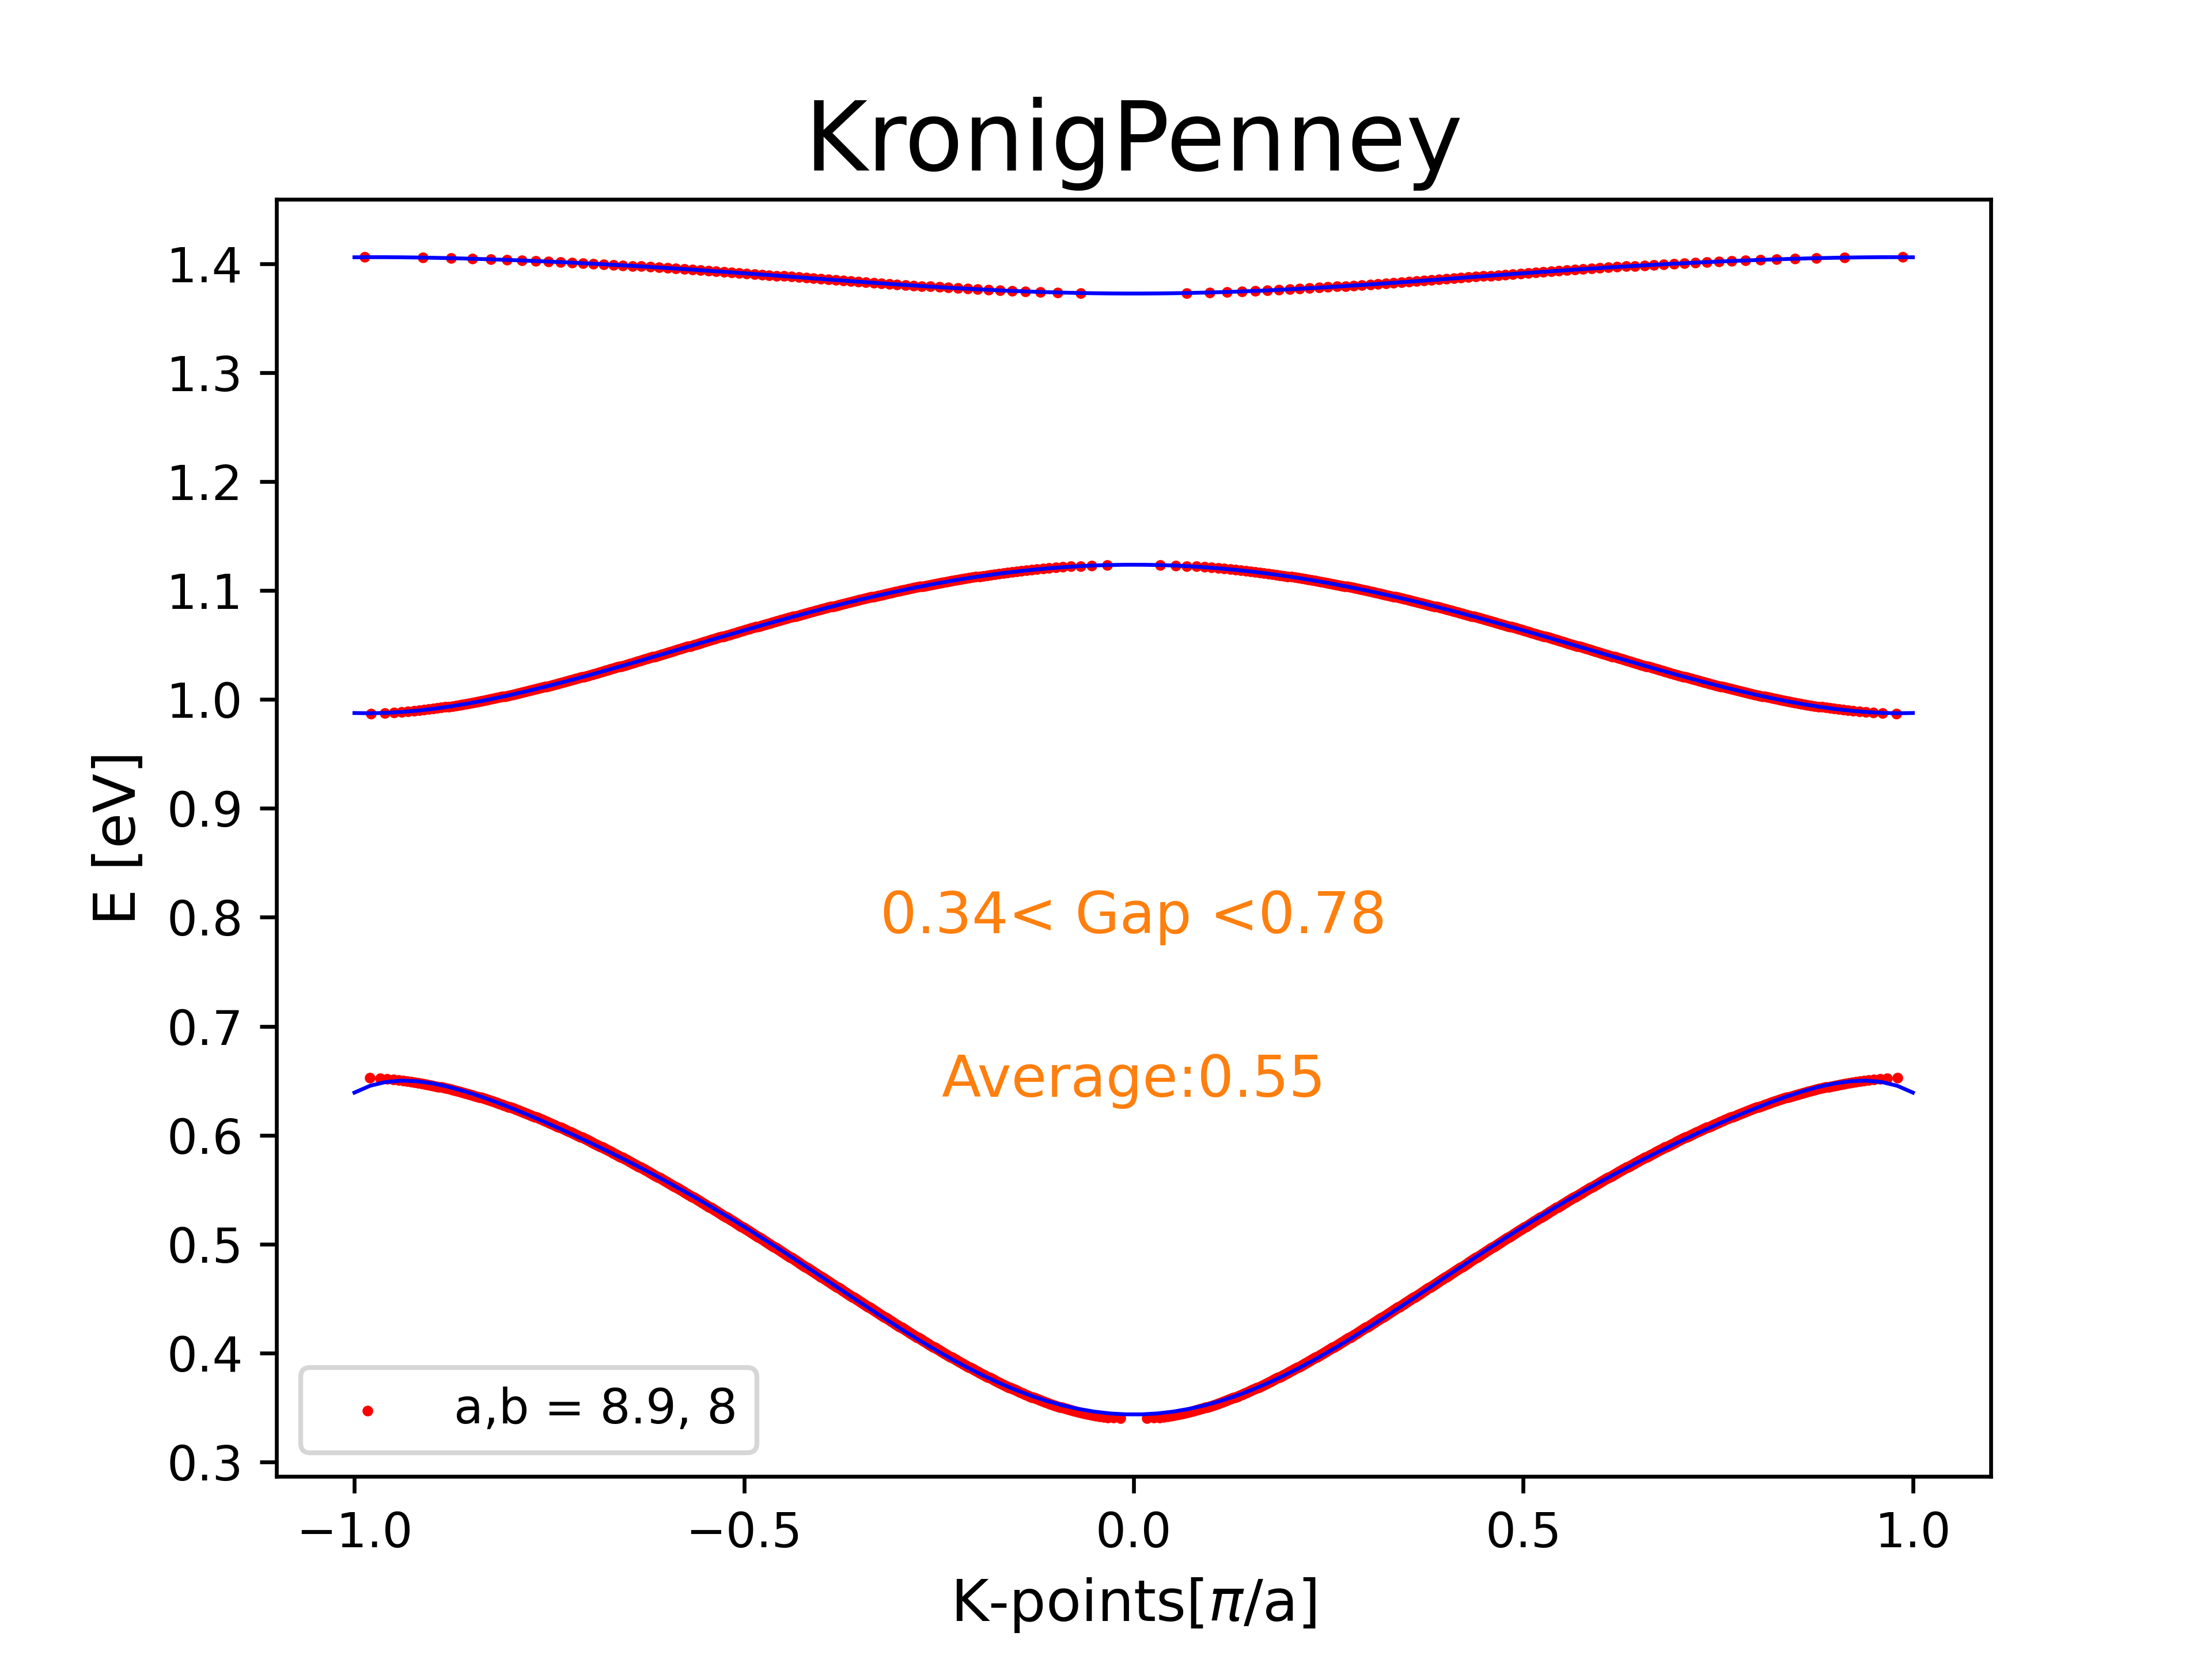 KronigPenney
1.4
1.3
1.2
1.1
1.0
0.9
0.8
0.7
0.6
0.5
0.4
0.3
E [eV]
0.34< Gap <0.78
Average:0.55
a,b = 8.9, 8
−1.0 −0.5 0.0 0.5 1.0
K-points[π/a]